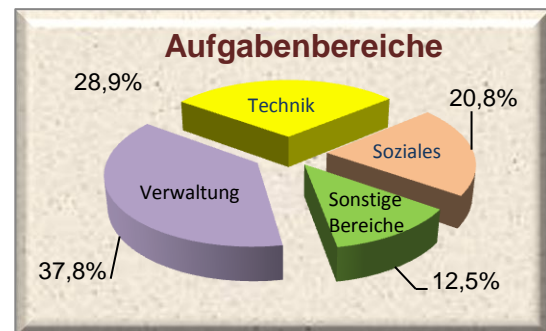 Aufgabenbereiche
28,9%
Technik
20,8%
Soziales
Verwaltung
Sonstige
Bereiche
37,8%
12,5%